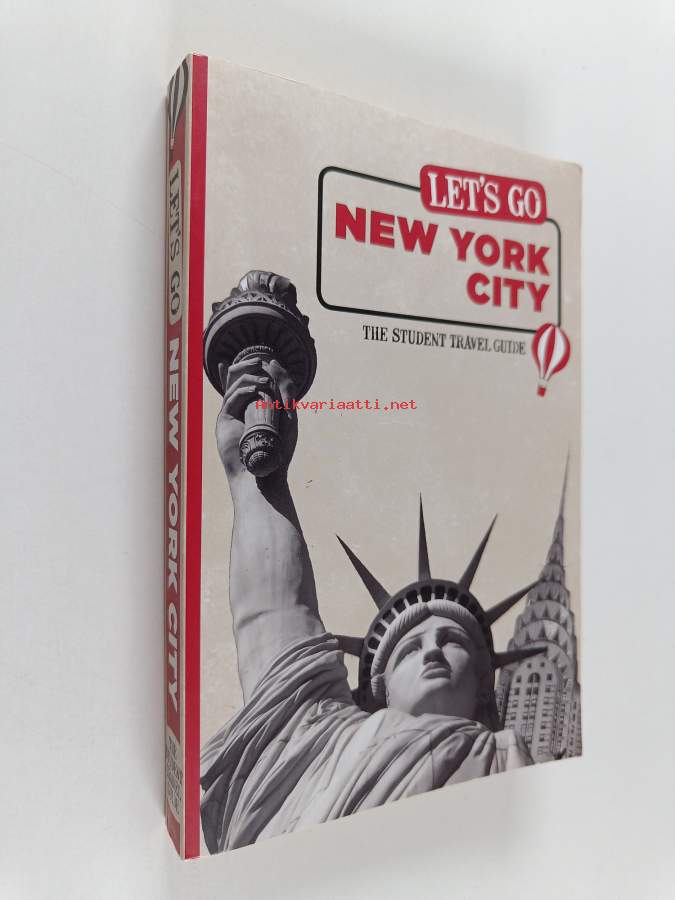 LET'S GO
NEW YORK
CITY
THE STUDENT TRAVEL GUIDE
Antikvariaatti.net
LET'S GO NEW YORK CITY